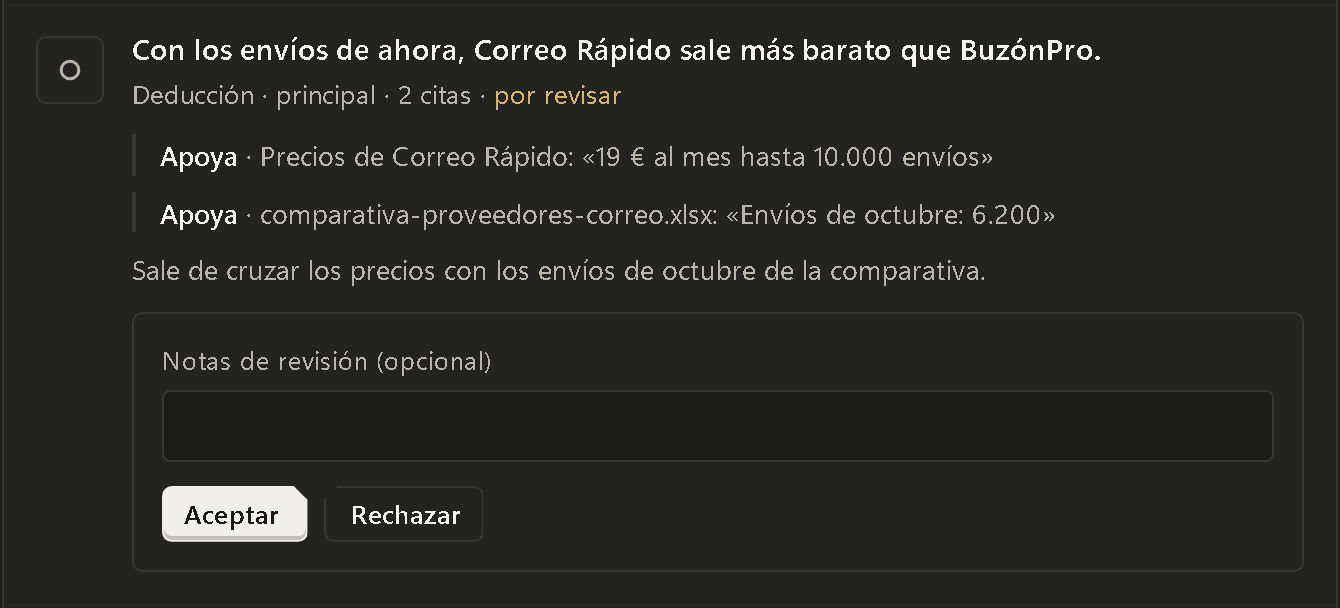 Con los envíos de ahora, Correo Rápido sale más barato que BuzónPro.
Deducción · principal · 2 citas · por revisar
Apoya · Precios de Correo Rápido: «19 € al mes hasta 10.000 envíos»
Apoya · comparativa-proveedores-correo.xlsx: «Envíos de octubre: 6.200»
Sale de cruzar los precios con los envíos de octubre de la comparativa.
Notas de revisión (opcional)
Aceptar Rechazar